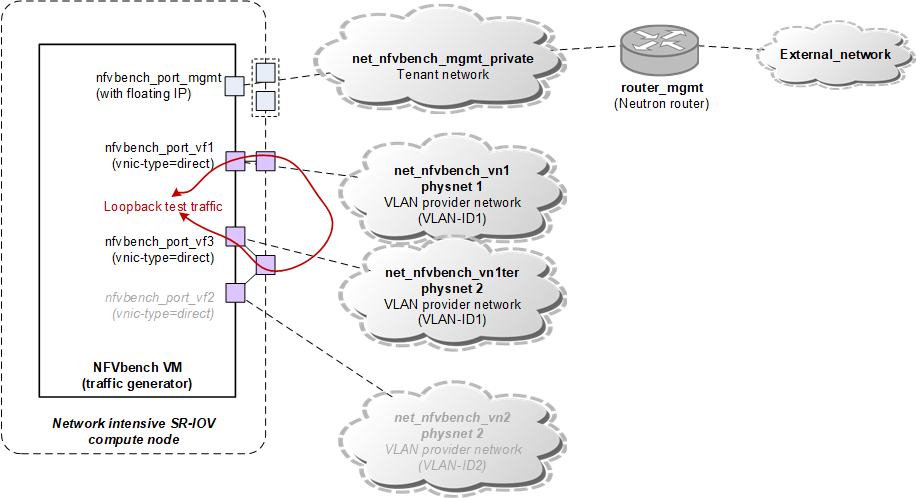 nfvbench_port_mgmt
(with floating IP)
net_nfvbench_mgmt_private
Tenant network
router_mgmt
(Neutron router)
External_network
nfvbench_port_vf1
(vnic-type=direct)
Loopback test traffic
nfvbench_port_vf3
(vnic-type=direct)
nfvbench_port_vf2
(vnic-type=direct)
net_nfvbench_vn1
physnet 1
VLAN provider network
(VLAN-ID1)
net_nfvbench_vn1ter
physnet 2
VLAN provider network
(VLAN-ID1)
net_nfvbench_vn2
physnet 2
VLAN provider network
(VLAN-ID2)
NFVbench VM
(traffic generator)
Network intensive SR-IOV
compute node